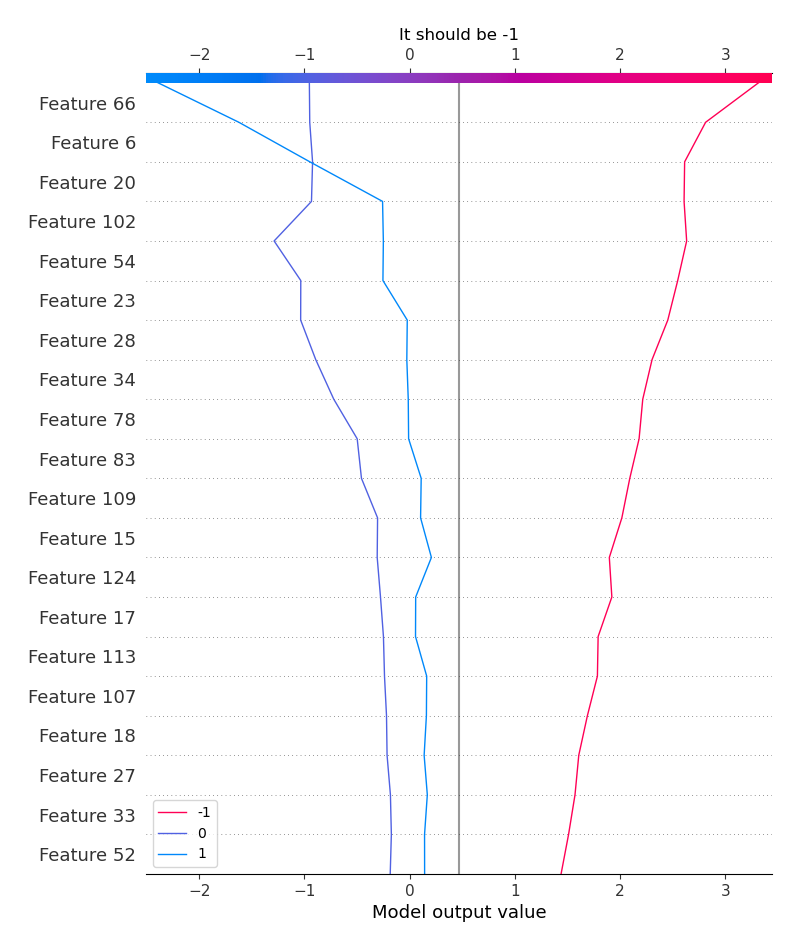 It should be -1
−2 −1 0 1 2 3
Feature 66
Feature 6
Feature 20
Feature 102
Feature 54
Feature 23
Feature 28
Feature 34
Feature 78
Feature 83
Feature 109
Feature 15
Feature 124
Feature 17
Feature 113
Feature 107
Feature 18
Feature 27
Feature 33
Feature 52
-1
0
1
−2 −1 0 1 2 3
Model output value